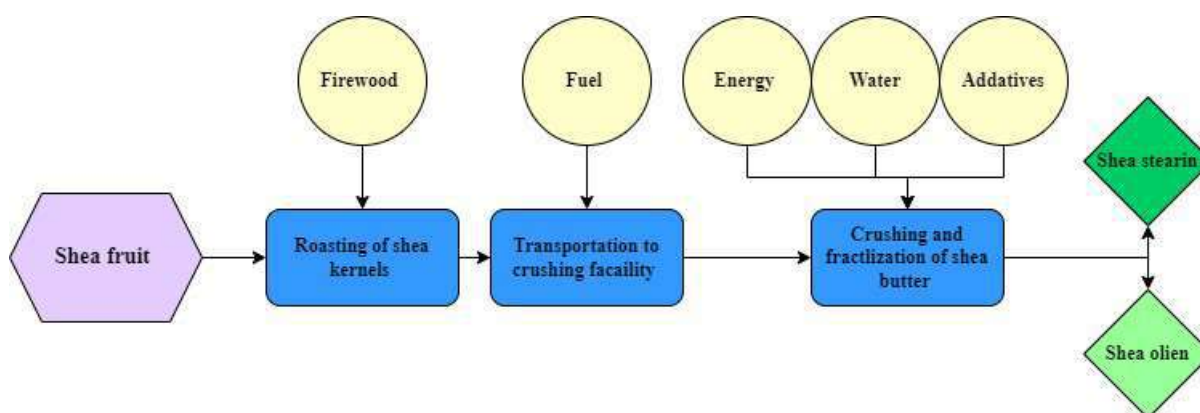 Firewood
Fuel
Energy
Water
Addatives
Shea stearin
Shea fruit
Roasting of shea
kernels
Transportation to
crushing facaility
Crushing and
fractlization of shea
butter
Shea olien